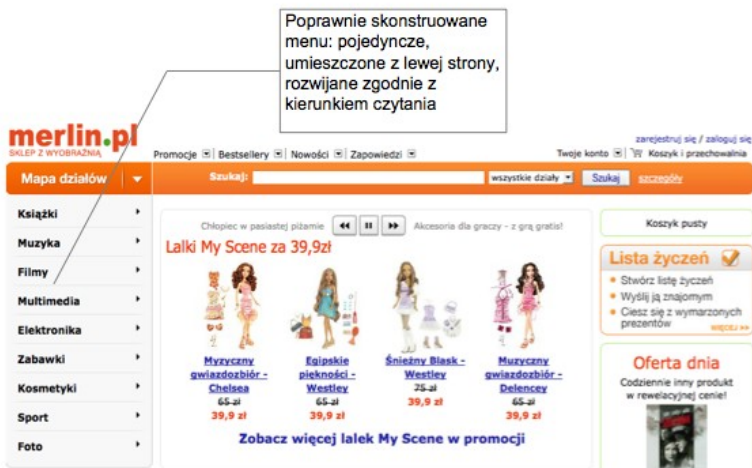 Poprawnie skonstruowane
menu: pojedyncze,
umieszczone z lewej strony,
rozwijane zgodnie z
kierunkiem czytania
merlin.pl
SKLEP Z WYOBRAŹNIĄ
zarejestruj się / zaloguj się
Promocje Bestsellery Nowości Zapowiedzi Twoje konto Koszyk i przechowalnia
Mapa działów Szukaj: wszystkie działy Szukaj szczegóły
Książki
Muzyka
Filmy
Multimedia
Elektronika
Zabawki
Kosmetyki
Sport
Foto
Chłopiec w pasiastej piżamie Akcesoria dla graczy - z grą gratis!
Lalki My Scene za 39,9zł
Myzyczny
gwiazdozbiór -
Chelsea
65 zł
39,9 zł
Egipskie
piękności -
Westley
65 zł
39,9 zł
Śnieżny Blask -
Westley
75 zł
39,9 zł
Muzyczny
gwiazdozbiór -
Delencey
65 zł
39,9 zł
Zobacz więcej lalek My Scene w promocji
Koszyk pusty
Lista życzeń
Stwórz listę życzeń
Wyślij ją znajomym
Ciesz się z wymarzonych
prezentów
więcej »»
Oferta dnia
Codziennie inny produkt
w rewelacyjnej cenie!